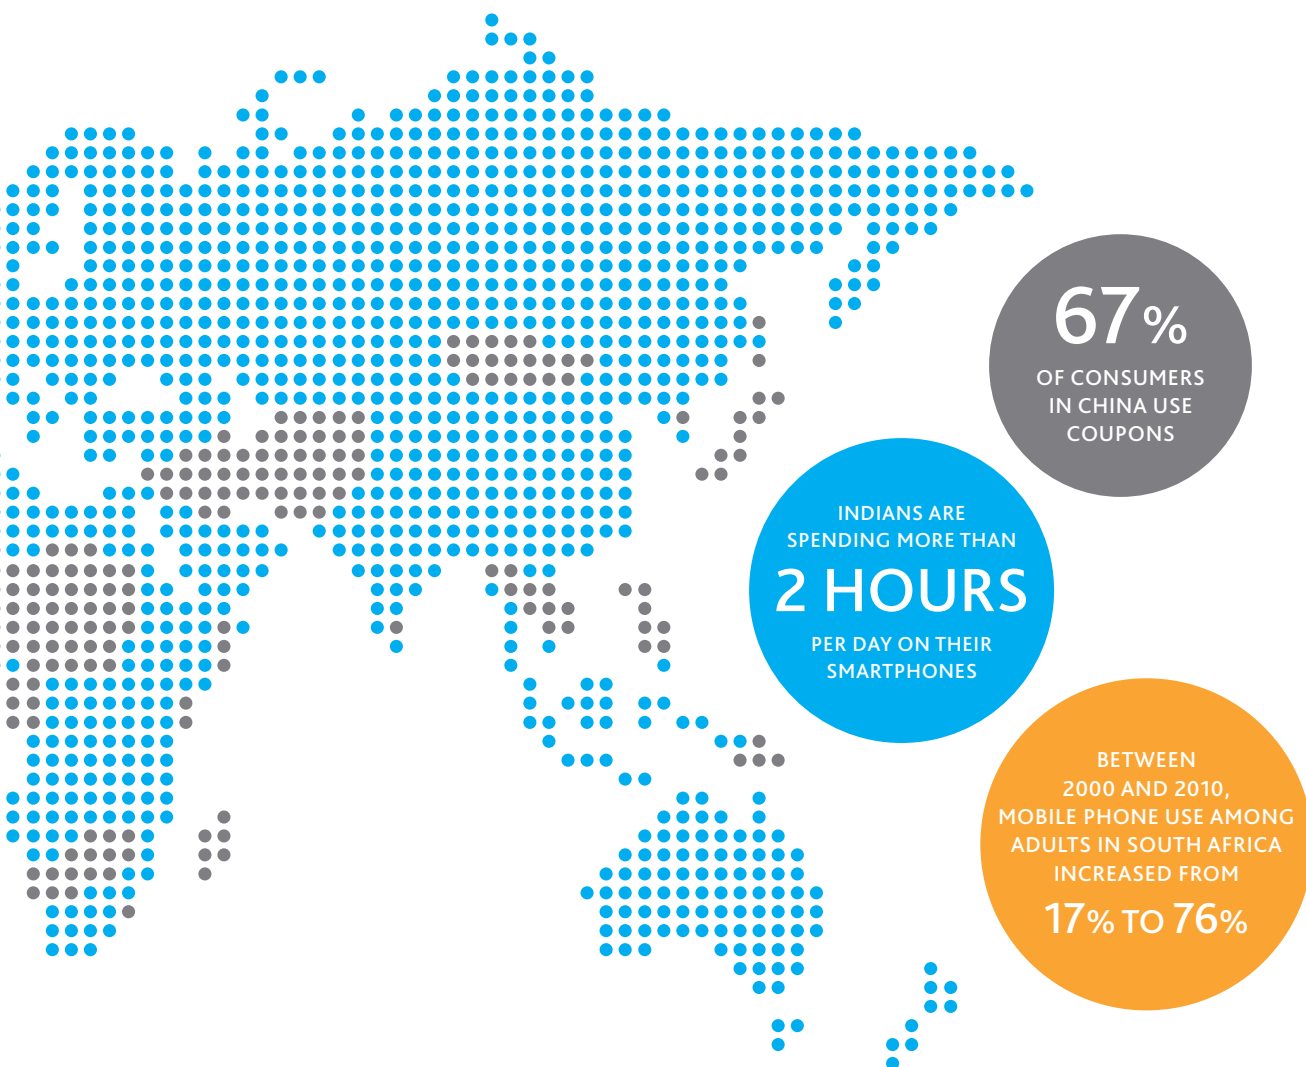 67%
OF CONSUMERS
IN CHINA USE
COUPONS
INDIANS ARE
SPENDING MORE THAN
2 HOURS
PER DAY ON THEIR
SMARTPHONES
BETWEEN
2000 AND 2010,
MOBILE PHONE USE AMONG
ADULTS IN SOUTH AFRICA
INCREASED FROM
17% TO 76%